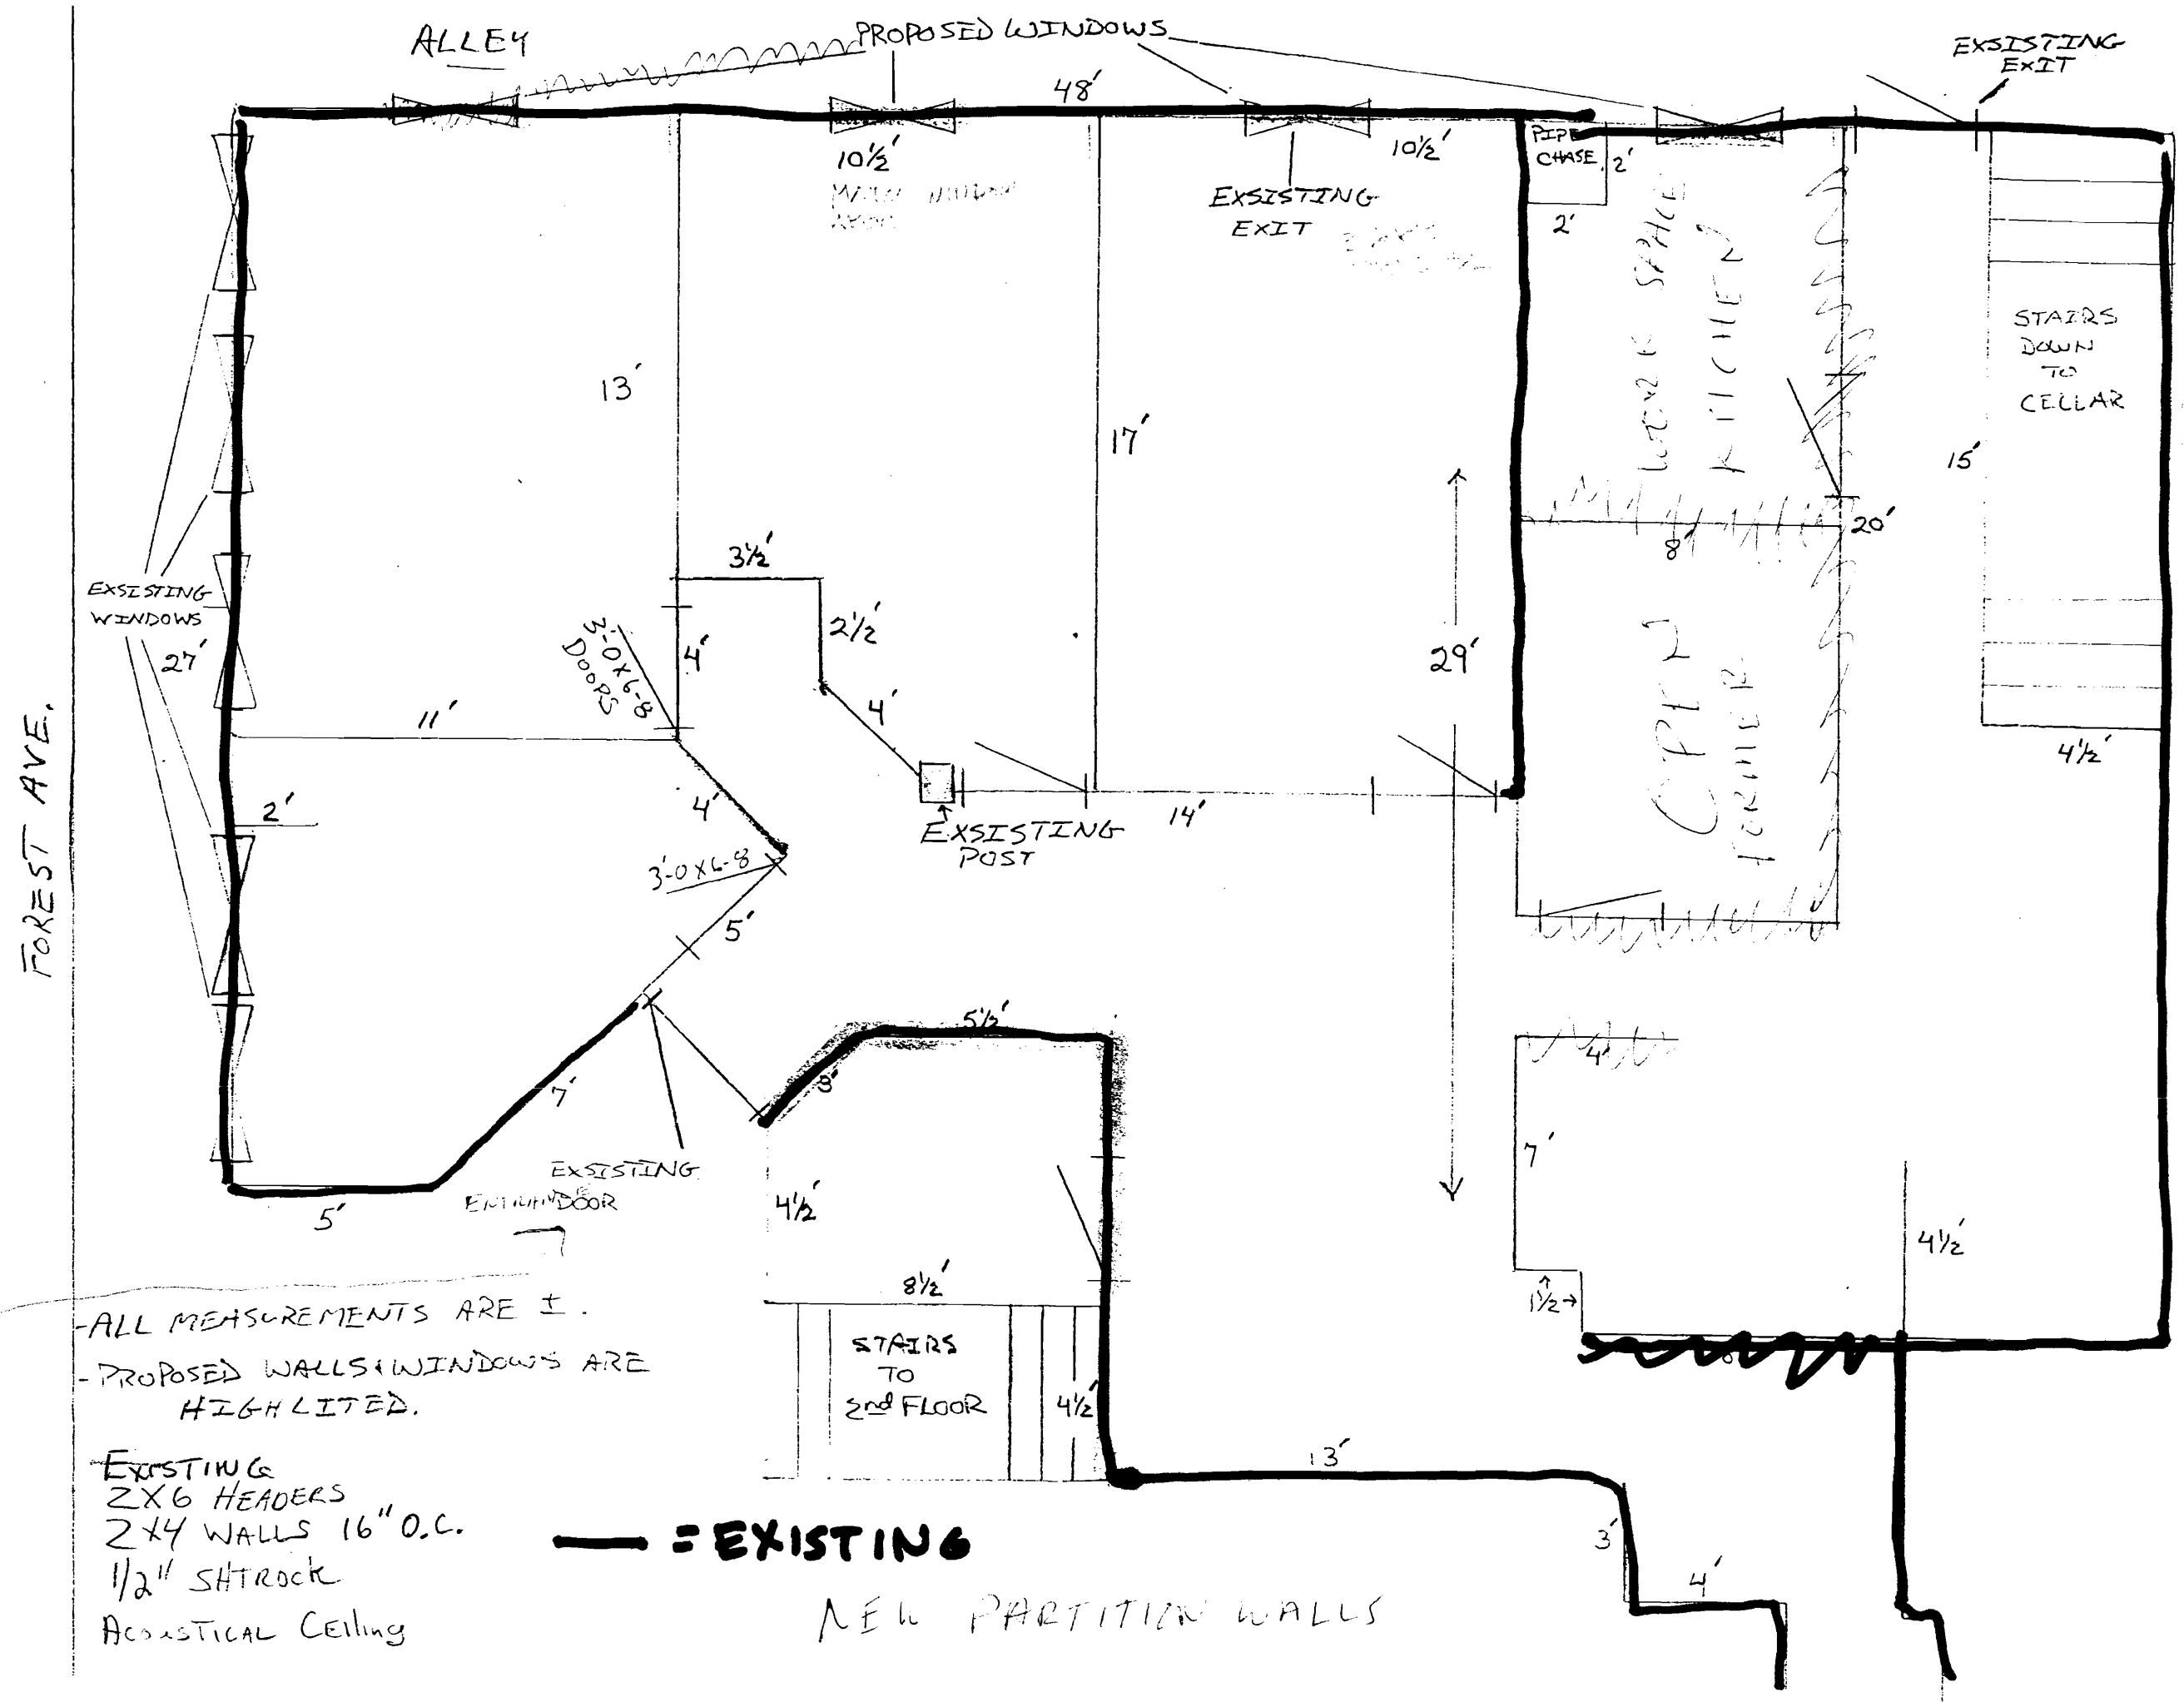 ALLEY
PROPOSED WINDOWS
EXSISTING
EXIT
48'
10½'
10½'
PIPE
CHASE
2'
2'
EXSISTING
EXIT
WORK SPACE
KITCHEN
STAIRS
DOWN
TO
CELLAR
13'
17'
15'
20'
8'
3½'
2½'
4'
4'
3'-0X6-8
DOORS
EXSISTING
WINDOWS
27'
29'
OPEN
FORMER
11'
4½'
FOREST AVE.
2'
4'
14'
EXSISTING
POST
3'-0X6-8
5'
5½'
4'
8'
7'
7'
EXSISTING
DOOR
5'
4½'
4½'
8½'
1½
-ALL MEASUREMENTS ARE ±.
-PROPOSED WALLS & WINDOWS ARE
HIGHLITED.
STAIRS
TO
2nd FLOOR
4½'
13'
EXISTING
2X6 HEADERS
2X4 WALLS 16" O.C.
1/2" SHTROCK
ACOUSTICAL CEIling
= EXISTING
3'
4'
NEW PARTITION WALLS